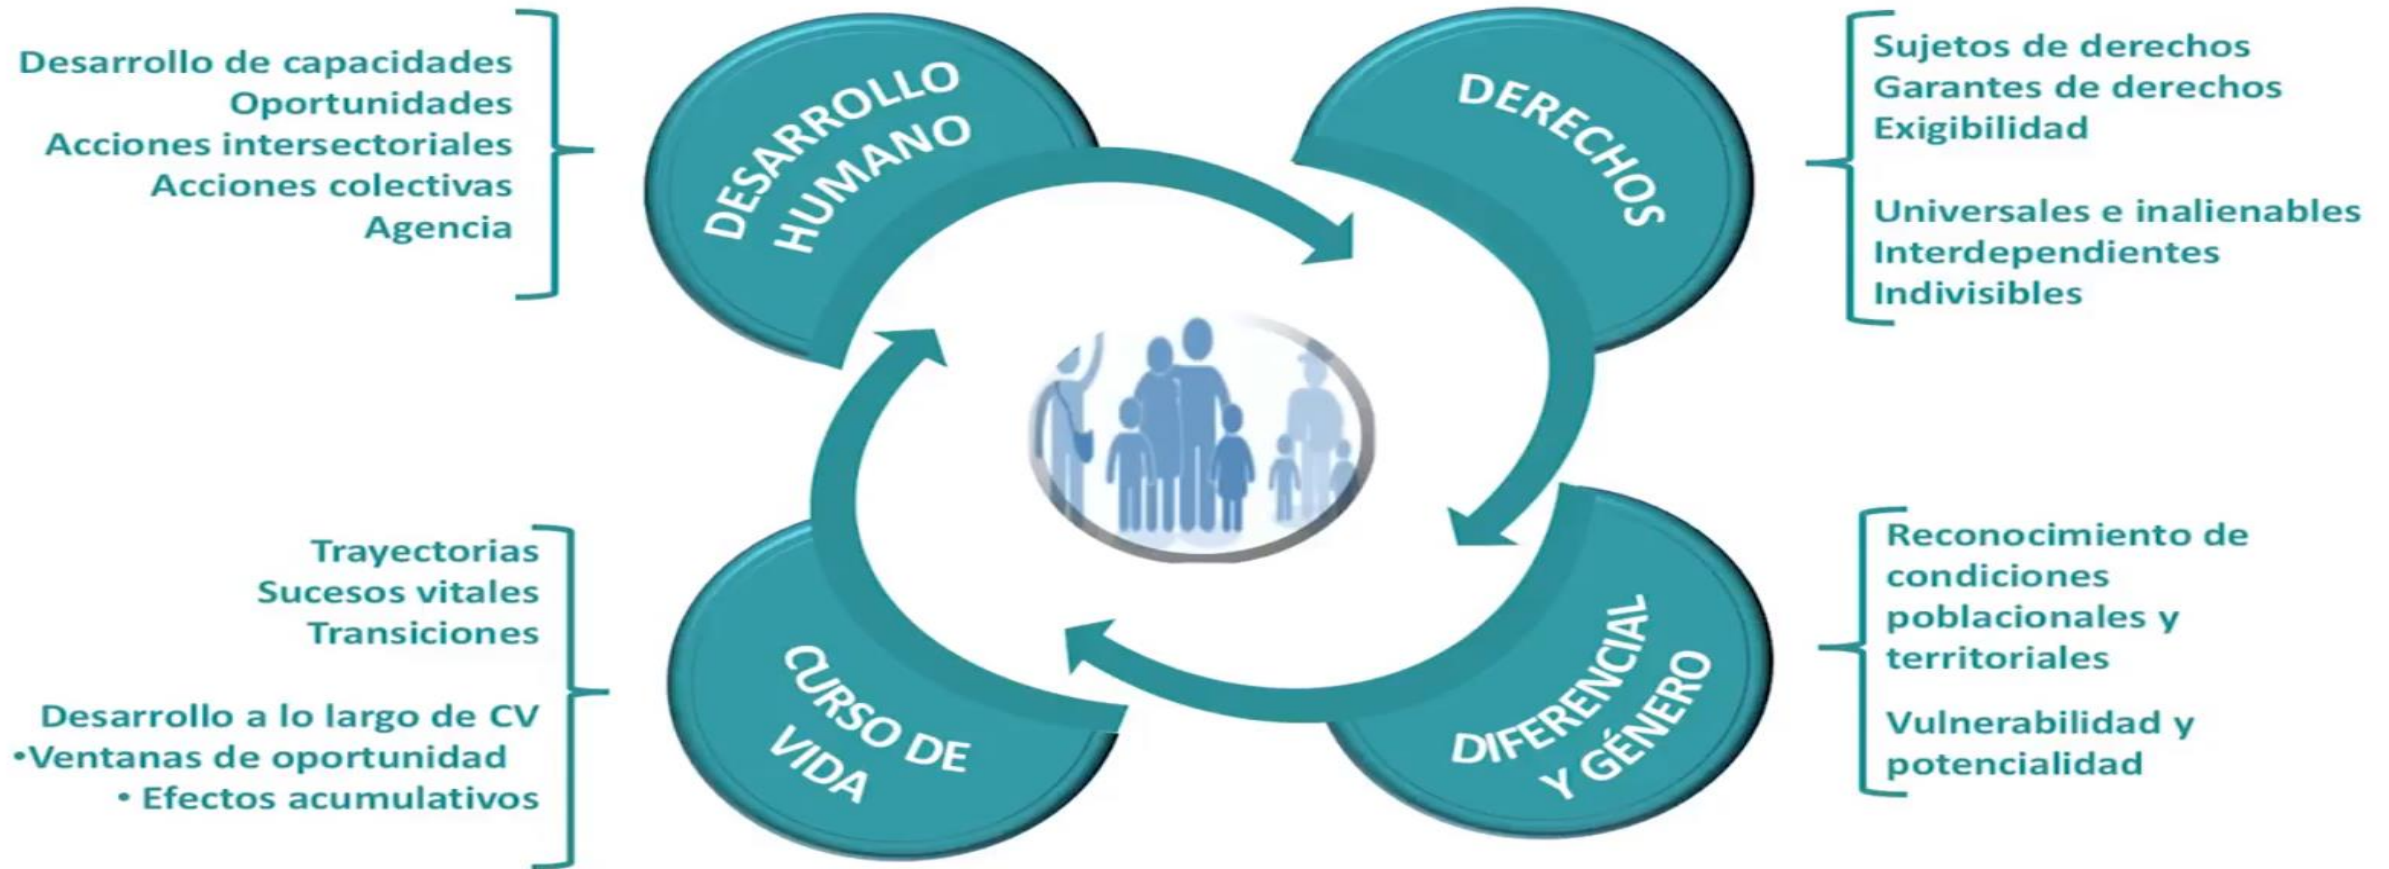 Desarrollo de capacidades
Oportunidades
Acciones intersectoriales
Acciones colectivas
Agencia
DESARROLLO
HUMANO
DERECHOS
Sujetos de derechos
Garantes de derechos
Exigibilidad
Universales e inalienables
Interdependientes
Indivisibles
Trayectorias
Sucesos vitales
Transiciones
Desarrollo a lo largo de CV
•Ventanas de oportunidad
• Efectos acumulativos
CURSO DE
VIDA
DIFERENCIAL
Y GÉNERO
Reconocimiento de
condiciones
poblacionales y
territoriales
Vulnerabilidad y
potencialidad